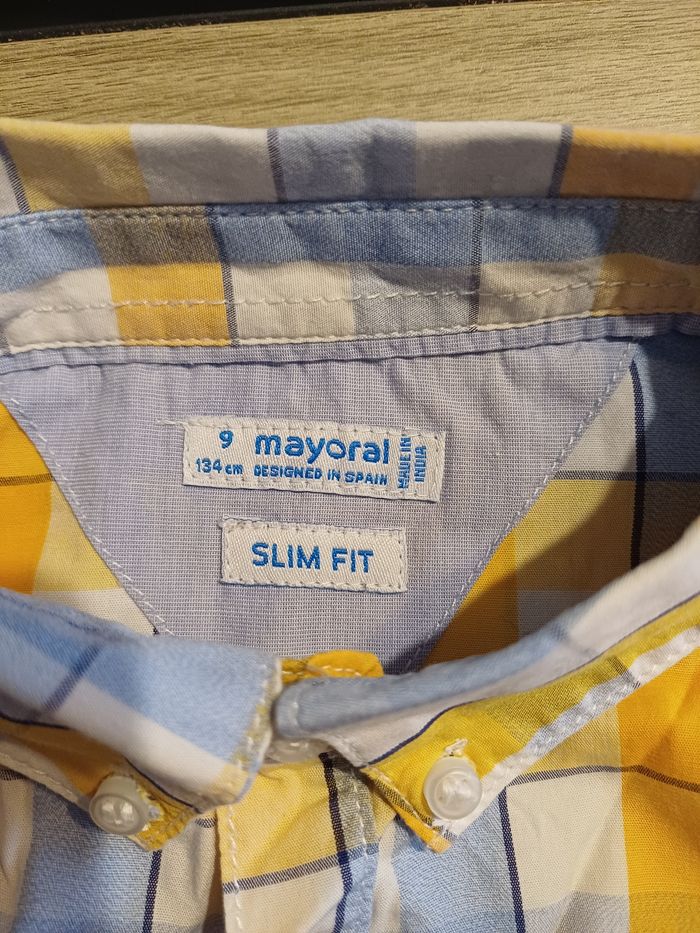 9 mayoral
134 cm DESIGNED IN SPAIN
MADE IN
INDIA
SLIM FIT